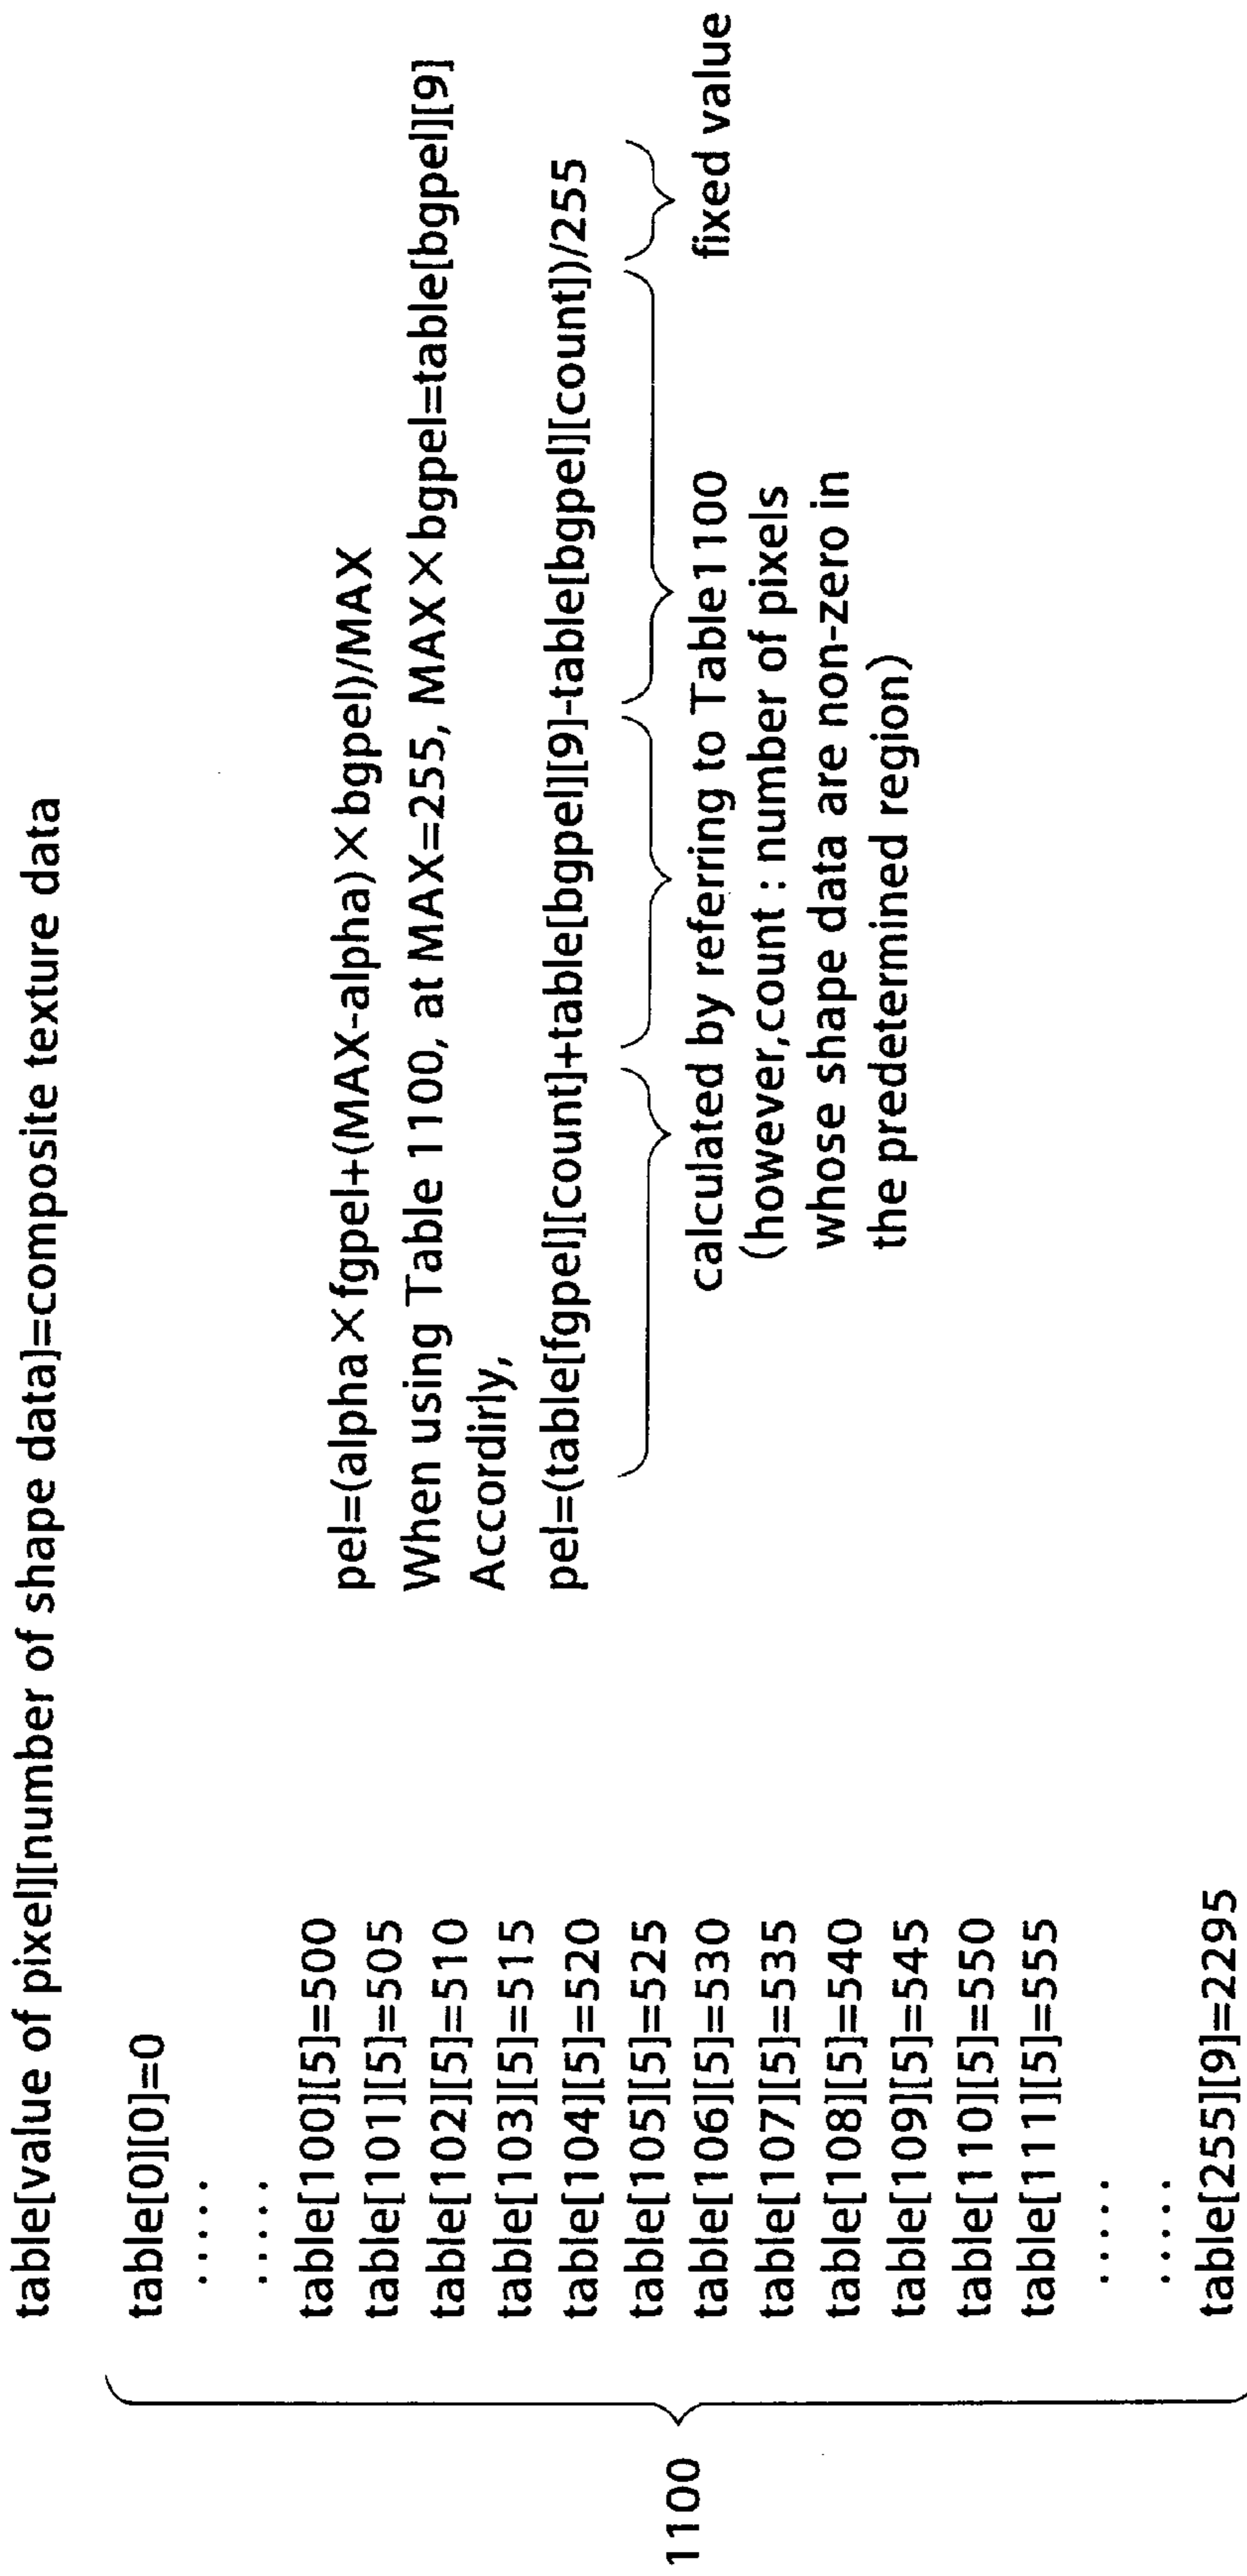 table[value of pixel][number of shape data]=composite texture data
1100
table[0][0]=0
.....
.....
table[100][5]=500
table[101][5]=505
table[102][5]=510
table[103][5]=515
table[104][5]=520
table[105][5]=525
table[106][5]=530
table[107][5]=535
table[108][5]=540
table[109][5]=545
table[110][5]=550
table[111][5]=555
.....
.....
table[255][9]=2295
pel=(alpha×fgpel+(MAX-alpha)×bgpel)/MAX
When using Table 1100, at MAX=255, MAX×bgpel=table[bgpel][9]
Accordirly,
pel=(table[fgpel][count]+table[bgpel][9]-table[bgpel][count])/255
calculated by referring to Table1100
(however,count : number of pixels
whose shape data are non-zero in
the predetermined region)
fixed value